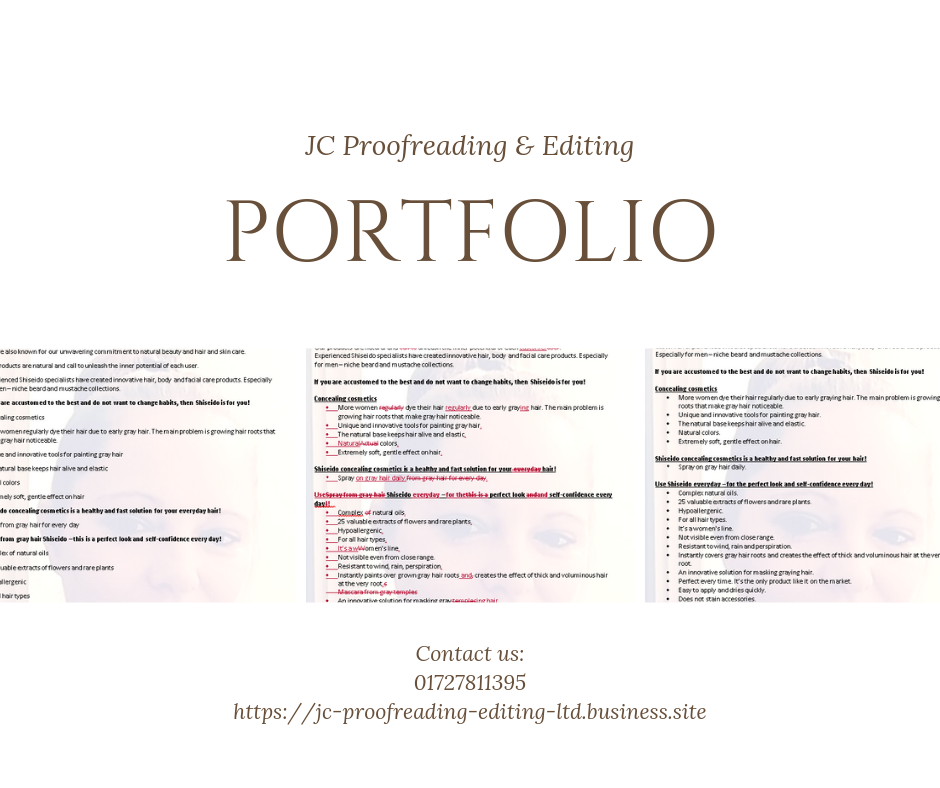 JC Proofreading & Editing
PORTFOLIO
e also known for our unwavering commitment to natural beauty and hair and skin care.
roducts are natural and call to unleash the inner potential of each user.
enced Shiseido specialists have created innovative hair, body and facial care products. Especially
en – niche beard and mustache collections.
are accustomed to the best and do not want to change habits, then Shiseido is for you!
aling cosmetics
women regularly dye their hair due to early gray hair. The main problem is growing hair roots that
gray hair noticeable.
e and innovative tools for painting gray hair
atural base keeps hair alive and elastic
l colors
mely soft, gentle effect on hair
do concealing cosmetics is a healthy and fast solution for your everyday hair!
from gray hair for every day
from gray hair Shiseido – this is a perfect look and self-confidence every day!
lex of natural oils
uable extracts of flowers and rare plants
llergenic
l hair types
Experienced Shiseido specialists have created innovative hair, body and facial care products. Especially
for men – niche beard and mustache collections.
If you are accustomed to the best and do not want to change habits, then Shiseido is for you!
Concealing cosmetics
• More women regularly dye their hair regularly due to early graying hair. The main problem is
growing hair roots that make gray hair noticeable.
• Unique and innovative tools for painting gray hair.
• The natural base keeps hair alive and elastic.
• Natural Actual colors.
• Extremely soft, gentle effect on hair.
Shiseido concealing cosmetics is a healthy and fast solution for your everyday hair!
• Spray on gray hair daily. from gray hair for every day.
Use Spray from gray hair Shiseido everyday – for the this is a perfect look and and self-confidence every
day!!
• Complex of natural oils.
• 25 valuable extracts of flowers and rare plants.
• Hypoallergenic.
• For all hair types.
• It's a wWomen's line.
• Not visible even from close range.
• Resistant to wind, rain, perspiration.
• Instantly paints over grown gray hair roots and creates the effect of thick and voluminous hair
at the very root.
Mascara from gray temples
• An innovative solution for masking gray
Especially for men – niche beard and mustache collections.
If you are accustomed to the best and do not want to change habits, then Shiseido is for you!
Concealing cosmetics
• More women dye their hair regularly due to early graying hair. The main problem is growing
roots that make gray hair noticeable.
• Unique and innovative tools for painting gray hair.
• The natural base keeps hair alive and elastic.
• Natural colors.
• Extremely soft, gentle effect on hair.
Shiseido concealing cosmetics is a healthy and fast solution for your hair!
• Spray on gray hair daily.
Use Shiseido everyday – for the perfect look and self-confidence every day!
• Complex natural oils.
• 25 valuable extracts of flowers and rare plants.
• Hypoallergenic.
• For all hair types.
• It's a women's line.
• Not visible even from close range.
• Resistant to wind, rain and perspiration.
• Instantly covers gray hair roots and creates the effect of thick and voluminous hair at the ver
root.
• An innovative solution for masking graying hair.
• Perfect every time. It's the only product like it on the market.
• Easy to apply and dries quickly.
• Does not stain accessories.
Contact us:
01727811395
https://jc-proofreading-editing-ltd.business.site